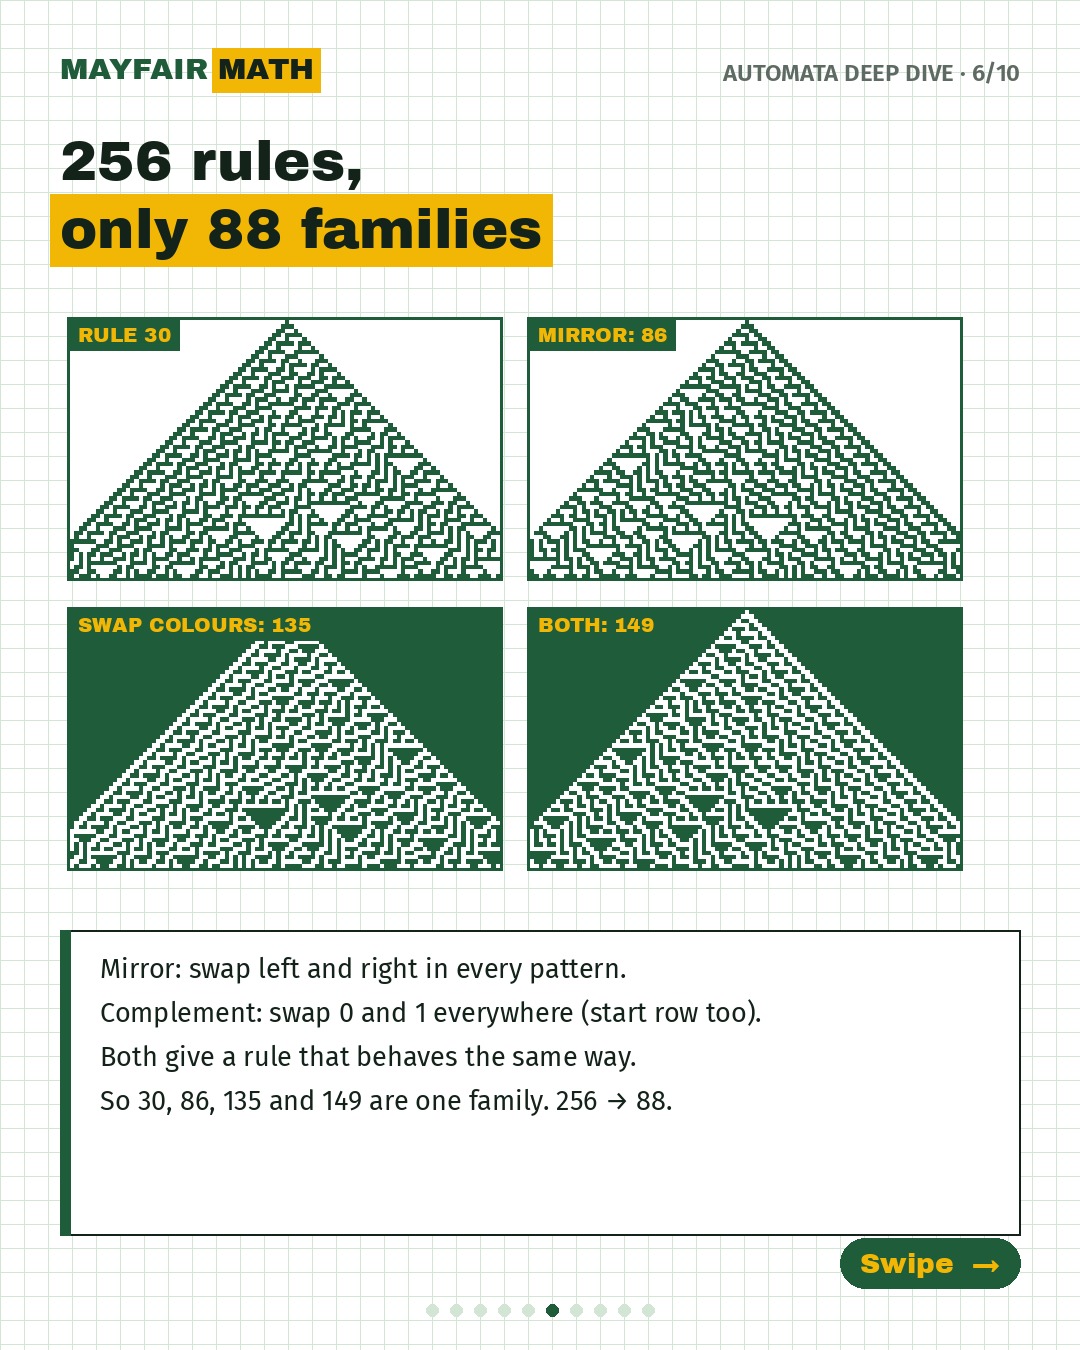 MAYFAIR MATH
AUTOMATA DEEP DIVE · 6/10
256 rules,
only 88 families
RULE 30
MIRROR: 86
SWAP COLOURS: 135
BOTH: 149
Mirror: swap left and right in every pattern.
Complement: swap 0 and 1 everywhere (start row too).
Both give a rule that behaves the same way.
So 30, 86, 135 and 149 are one family. 256 → 88.
Swipe →